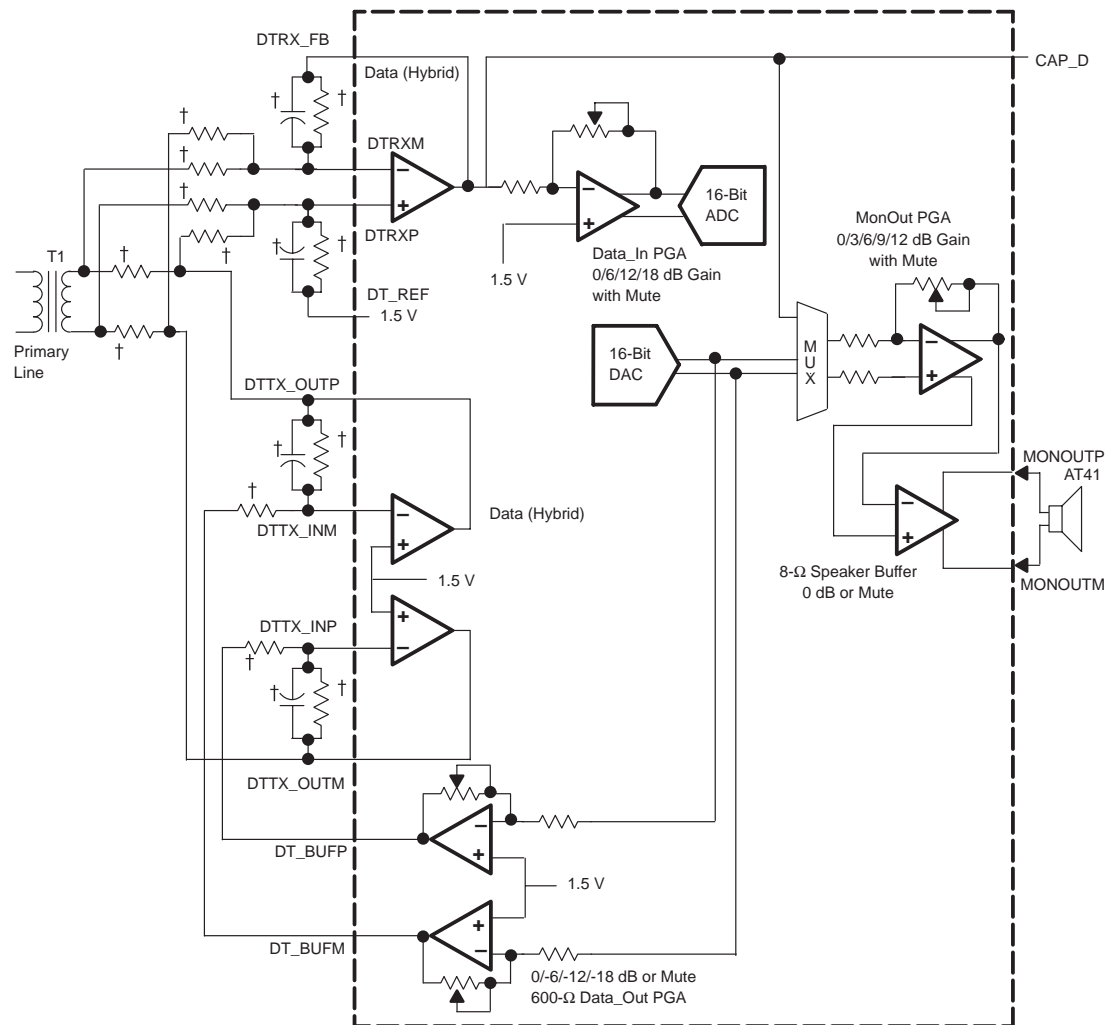 DTRX_FB
Data (Hybrid)
CAP_D
†
†
†
†
DTRXM
−
+
16-Bit
ADC
†
†
DTRXP
†
†
T1
†
†
1.5 V
Data_In PGA
0/6/12/18 dB Gain
with Mute
MonOut PGA
0/3/6/9/12 dB Gain
with Mute
−
+
DT_REF
1.5 V
Primary
Line
†
16-Bit
DAC
M
U
X
−
+
DTTX_OUTP
†
†
†
DTTX_INM
Data (Hybrid)
−
+
1.5 V
MONOUTP
AT41
−
+
8-Ω Speaker Buffer
0 dB or Mute
MONOUTM
DTTX_INP
+
−
†
†
†
DTTX_OUTM
DT_BUFP
−
+
1.5 V
DT_BUFM
+
−
0/-6/-12/-18 dB or Mute
600-Ω Data_Out PGA